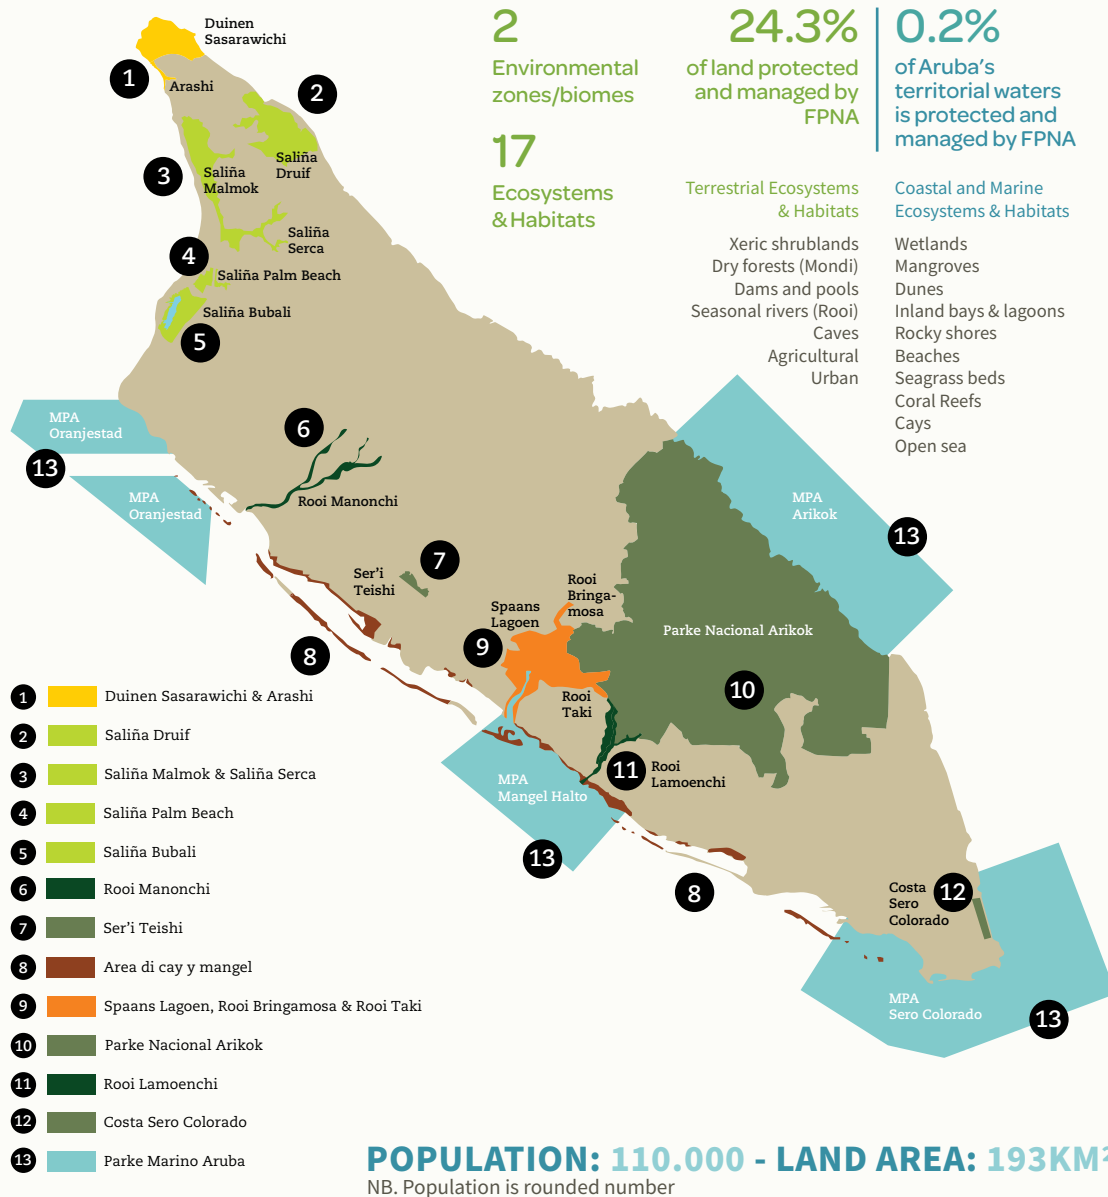 Duinen
Sasarawichi
1
Arashi
2
3
Saliña
Malmok
Saliña
Druif
Saliña
Serca
4
Saliña Palm Beach
Saliña Bubali
5
2
Environmental
zones/biomes
17
Ecosystems
& Habitats
24.3%
of land protected
and managed by
FPNA
0.2%
of Aruba’s
territorial waters
is protected and
managed by FPNA
Terrestrial Ecosystems
& Habitats
Xeric shrublands
Dry forests (Mondi)
Dams and pools
Seasonal rivers (Rooi)
Caves
Agricultural
Urban
Coastal and Marine
Ecosystems & Habitats
Wetlands
Mangroves
Dunes
Inland bays & lagoons
Rocky shores
Beaches
Seagrass beds
Coral Reefs
Cays
Open sea
MPA
Oranjestad
13
MPA
Oranjestad
6
Rooi Manonchi
MPA
Arikok
13
7
Ser’i
Teishi
Rooi
Bringa-
mosa
Spaans
Lagoen
9
8
Parke Nacional Arikok
10
Rooi
Taki
11
Rooi
Lamoenchi
MPA
Mangel Halto
13
8
Costa
Sero
Colorado
12
MPA
Sero Colorado
13
1 Duinen Sasarawichi & Arashi
2 Saliña Druif
3 Saliña Malmok & Saliña Serca
4 Saliña Palm Beach
5 Saliña Bubali
6 Rooi Manonchi
7 Ser’i Teishi
8 Area di cay y mangel
9 Spaans Lagoen, Rooi Bringamosa & Rooi Taki
10 Parke Nacional Arikok
11 Rooi Lamoenchi
12 Costa Sero Colorado
13 Parke Marino Aruba
POPULATION: 110.000 - LAND AREA: 193KM²
NB. Population is rounded number